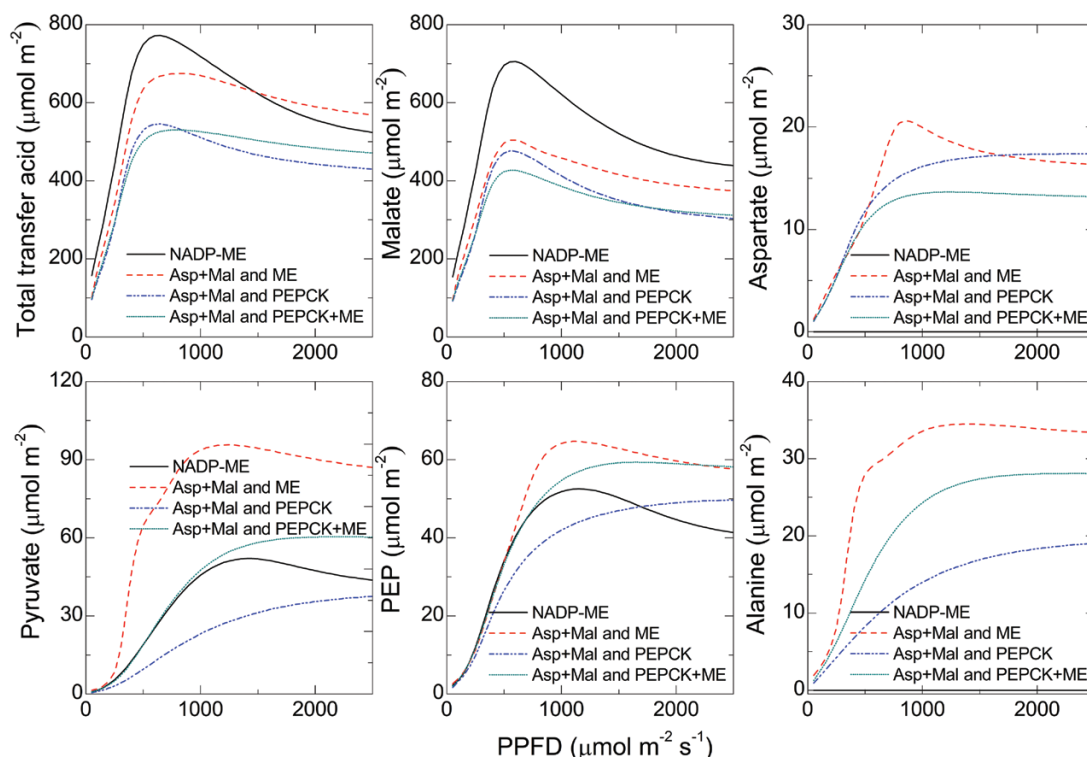 Total transfer acid (μmol m⁻²)
800
600
400
200
0
0
1000
2000
NADP-ME
Asp+Mal and ME
Asp+Mal and PEPCK
Asp+Mal and PEPCK+ME
Malate (μmol m⁻²)
800
600
400
200
0
0
1000
2000
NADP-ME
Asp+Mal and ME
Asp+Mal and PEPCK
Asp+Mal and PEPCK+ME
Aspartate (μmol m⁻²)
30
20
10
0
0
1000
2000
NADP-ME
Asp+Mal and ME
Asp+Mal and PEPCK
Asp+Mal and PEPCK+ME
Pyruvate (μmol m⁻²)
120
90
60
30
0
0
1000
2000
NADP-ME
Asp+Mal and ME
Asp+Mal and PEPCK
Asp+Mal and PEPCK+ME
PEP (μmol m⁻²)
80
60
40
20
0
0
1000
2000
NADP-ME
Asp+Mal and ME
Asp+Mal and PEPCK
Asp+Mal and PEPCK+ME
Alanine (μmol m⁻²)
40
30
20
10
0
0
1000
2000
NADP-ME
Asp+Mal and ME
Asp+Mal and PEPCK
Asp+Mal and PEPCK+ME
PPFD (μmol m⁻² s⁻¹)